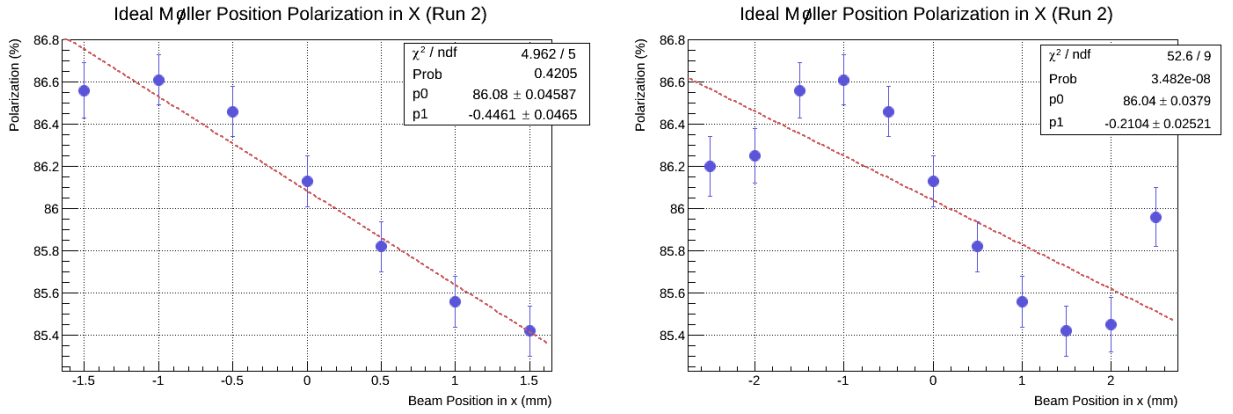 Ideal Møller Position Polarization in X (Run 2)
Polarization (%)
86.8
86.6
86.4
86.2
86
85.8
85.6
85.4
χ² / ndf 4.962 / 5
Prob 0.4205
p0 86.08 ± 0.04587
p1 -0.4461 ± 0.0465
-1.5 -1 -0.5 0 0.5 1 1.5
Beam Position in x (mm)
Ideal Møller Position Polarization in X (Run 2)
Polarization (%)
86.8
86.6
86.4
86.2
86
85.8
85.6
85.4
χ² / ndf 52.6 / 9
Prob 3.482e-08
p0 86.04 ± 0.0379
p1 -0.2104 ± 0.02521
-2 -1 0 1 2
Beam Position in x (mm)